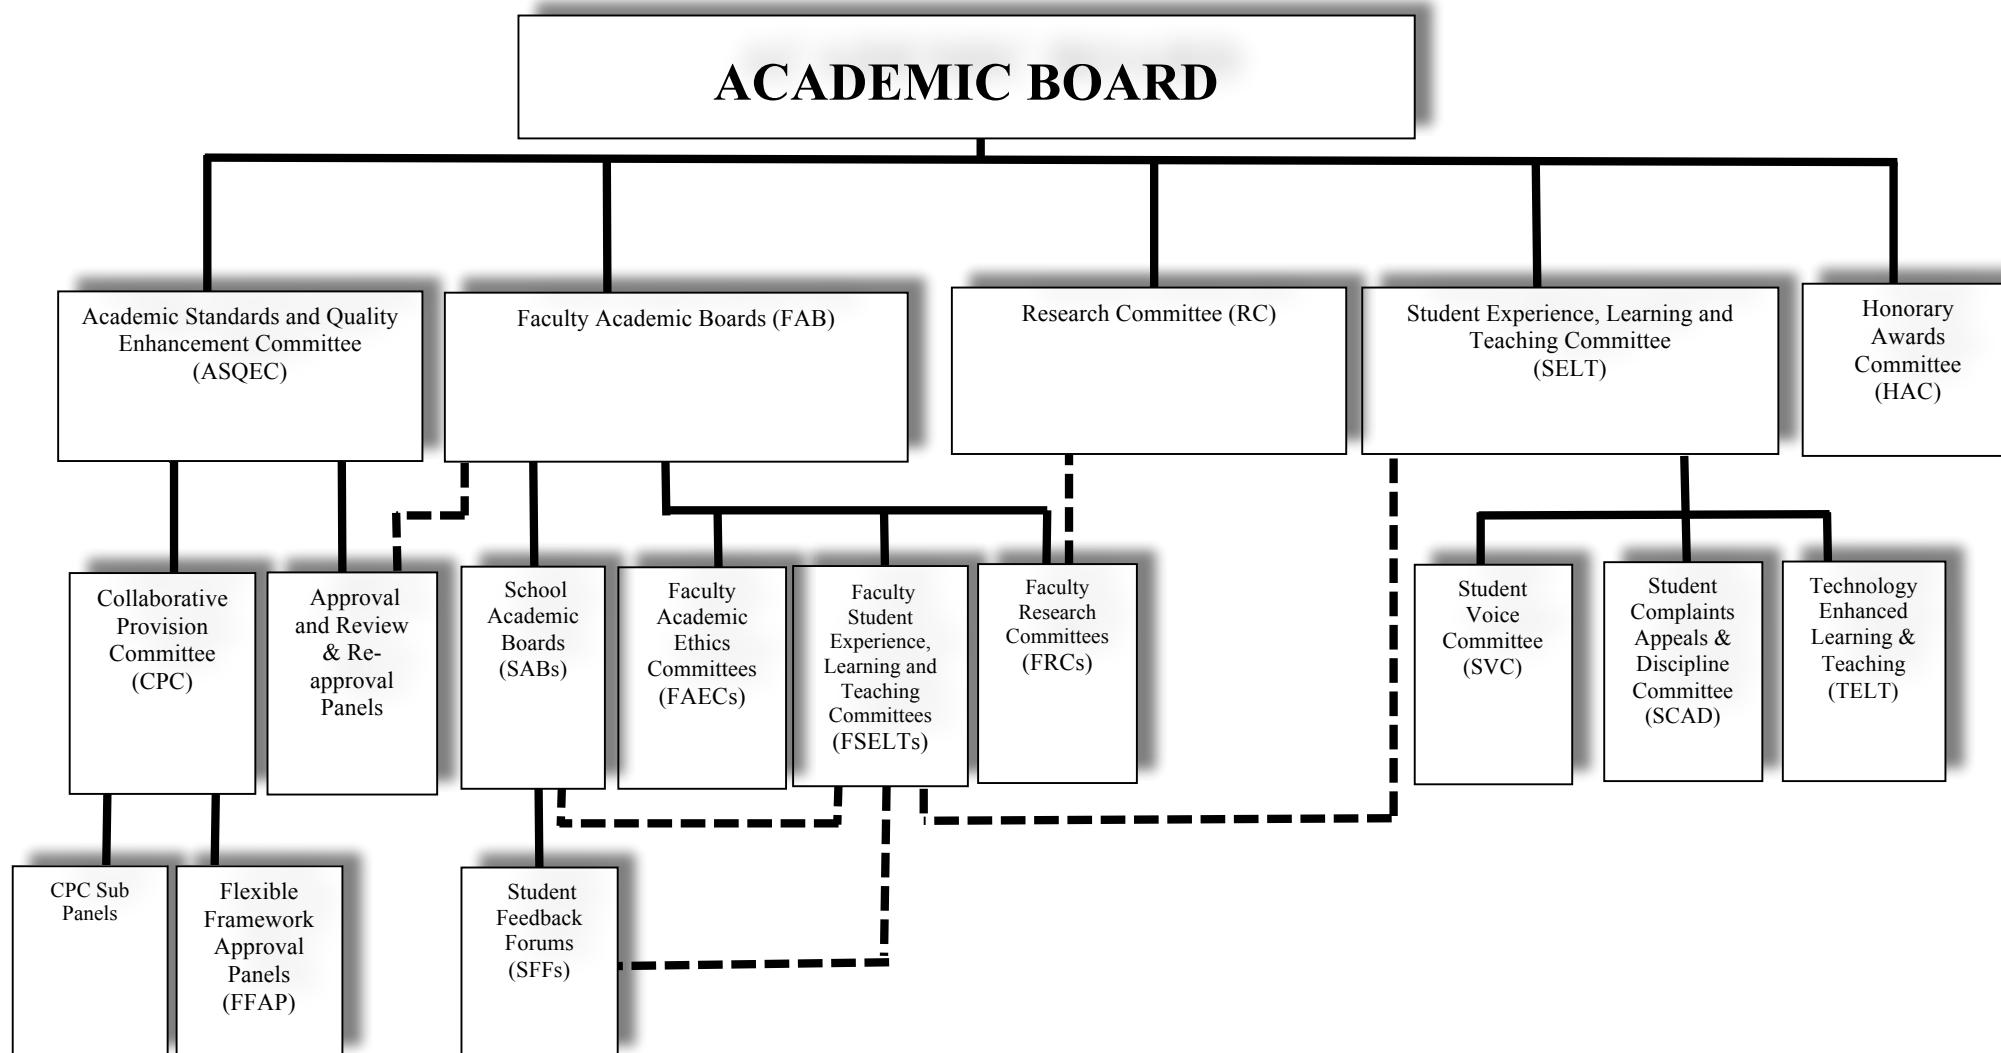 ACADEMIC BOARD
Academic Standards and Quality
Enhancement Committee
(ASQEC)
Faculty Academic Boards (FAB)
Research Committee (RC)
Student Experience, Learning and
Teaching Committee
(SELT)
Honorary
Awards
Committee
(HAC)
Collaborative
Provision
Committee
(CPC)
Approval
and Review
& Re-
approval
Panels
School
Academic
Boards
(SABs)
Faculty
Academic
Ethics
Committees
(FAECs)
Faculty
Student
Experience,
Learning and
Teaching
Committees
(FSELTs)
Faculty
Research
Committees
(FRCs)
Student
Voice
Committee
(SVC)
Student
Complaints
Appeals &
Discipline
Committee
(SCAD)
Technology
Enhanced
Learning &
Teaching
(TELT)
CPC Sub
Panels
Flexible
Framework
Approval
Panels
(FFAP)
Student
Feedback
Forums
(SFFs)